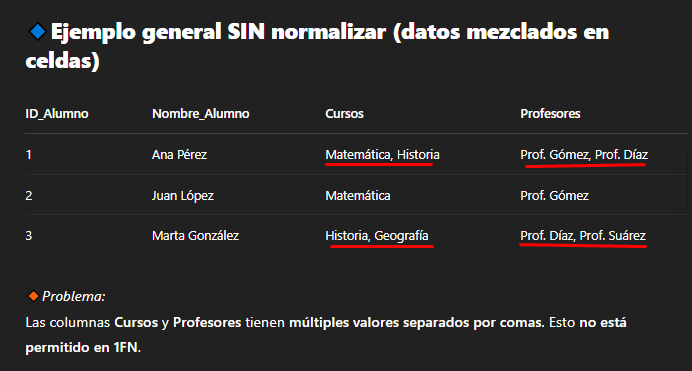 🔷Ejemplo general SIN normalizar (datos mezclados en
celdas)
ID_Alumno Nombre_Alumno Cursos Profesores
1 Ana Pérez Matemática, Historia Prof. Gómez, Prof. Díaz
2 Juan López Matemática Prof. Gómez
3 Marta González Historia, Geografía Prof. Díaz, Prof. Suárez
🔸Problema:
Las columnas Cursos y Profesores tienen múltiples valores separados por comas. Esto no está
permitido en 1FN.